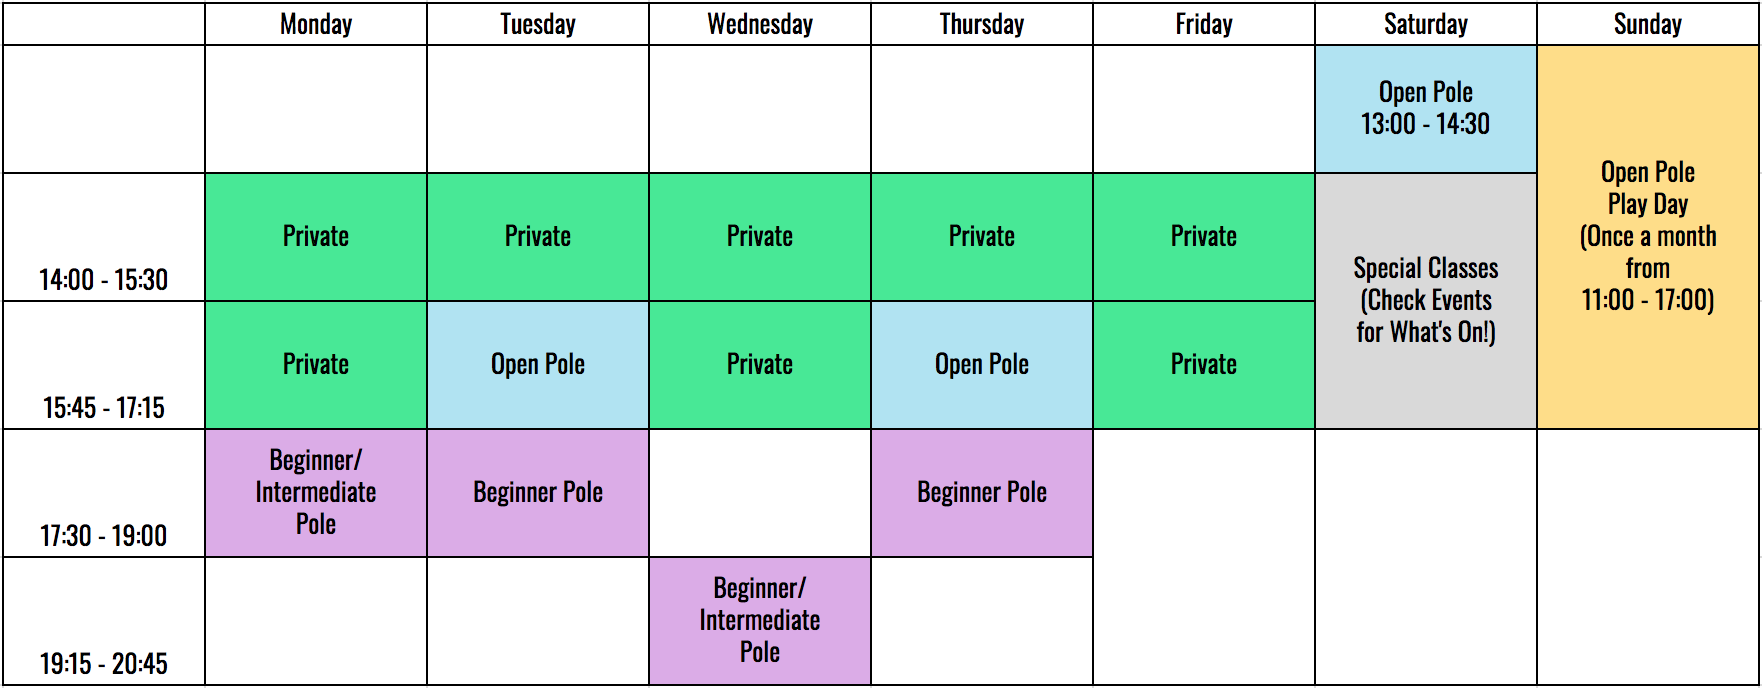 Monday Tuesday Wednesday Thursday Friday Saturday Sunday
Open Pole
13:00 - 14:30
Open Pole
Play Day
(Once a month
from
11:00 - 17:00)
14:00 - 15:30
Private
Private
Private
Private
Private
Special Classes
(Check Events
for What's On!)
15:45 - 17:15
Private
Open Pole
Private
Open Pole
Private
17:30 - 19:00
Beginner/
Intermediate
Pole
Beginner Pole
Beginner Pole
19:15 - 20:45
Beginner/
Intermediate
Pole